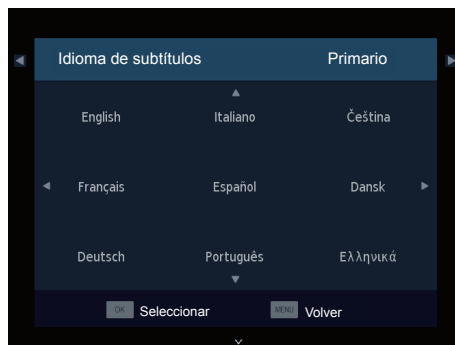 Idioma de subtítulos Primario
English Italiano Čeština
Français Español Dansk
Deutsch Português Ελληνικά
OK Seleccionar MENU Volver